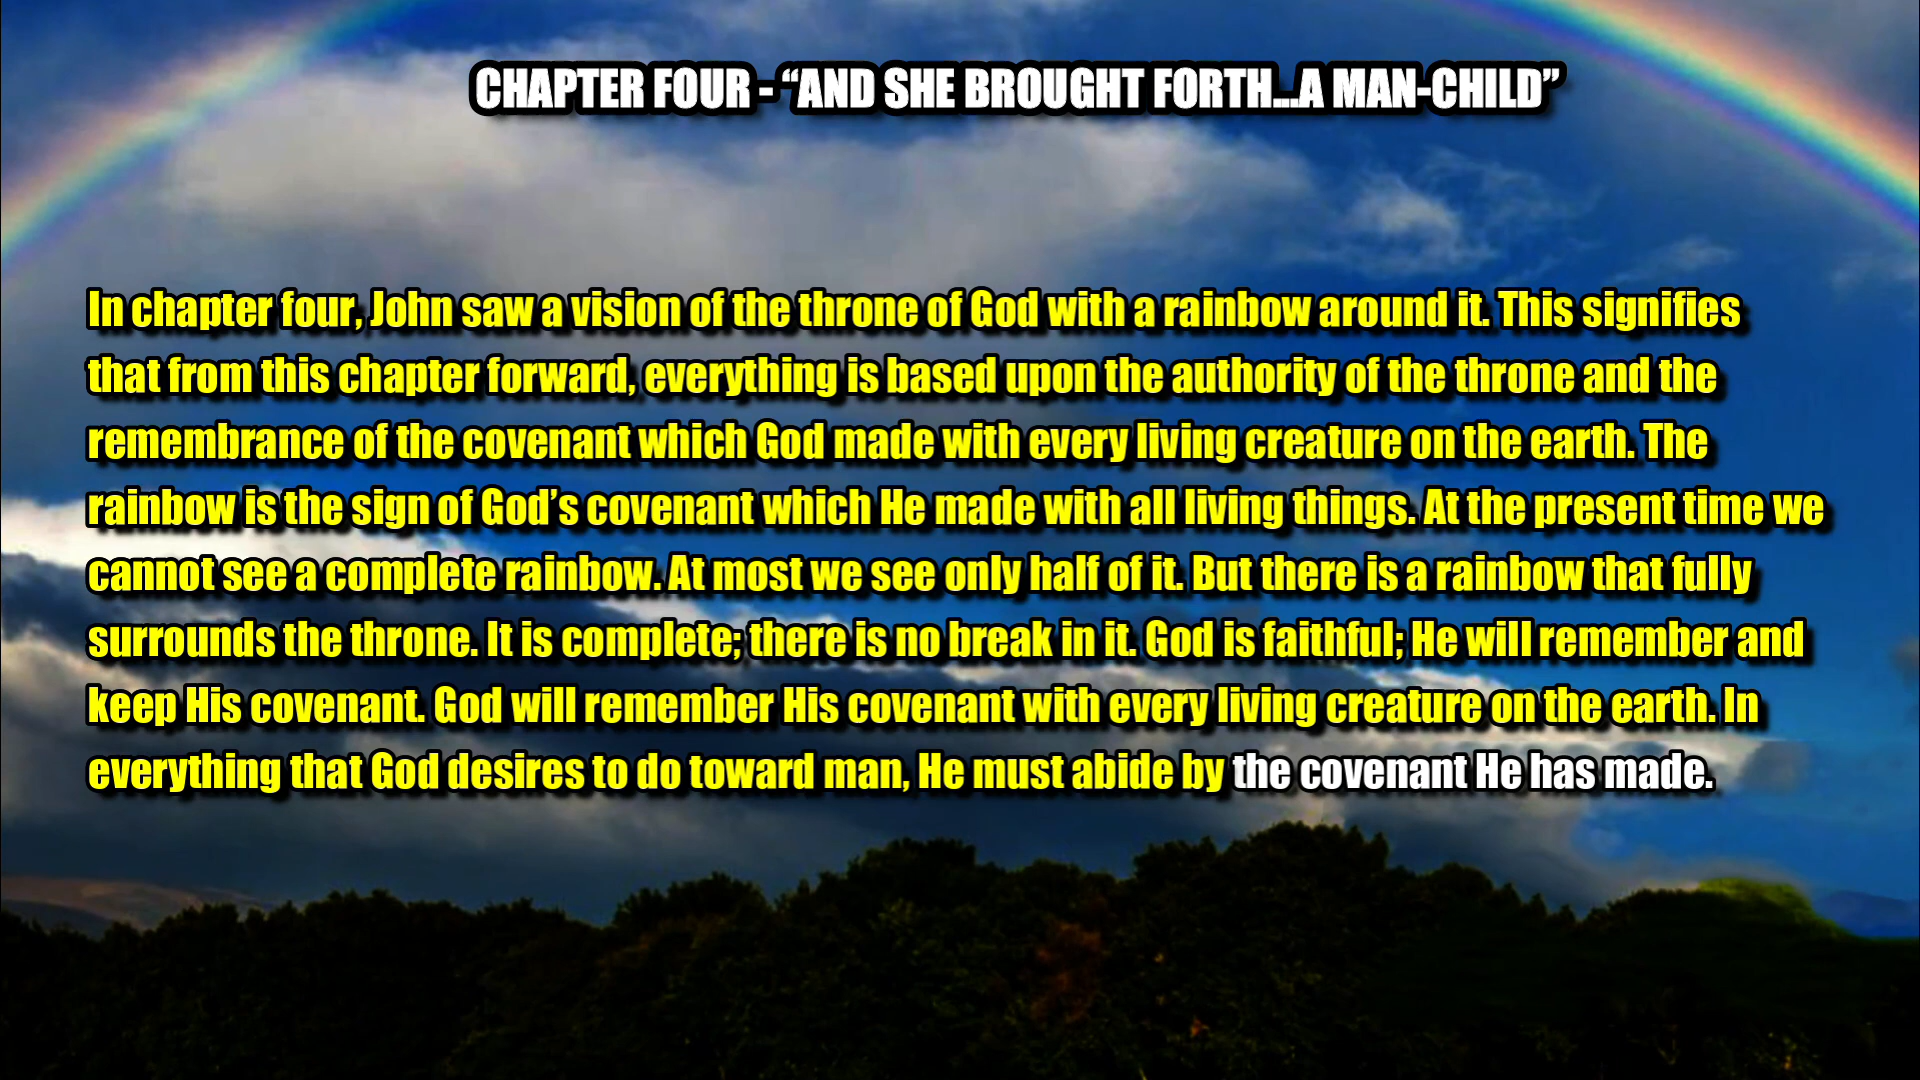 CHAPTER FOUR - “AND SHE BROUGHT FORTH...A MAN-CHILD”
In chapter four, John saw a vision of the throne of God with a rainbow around it. This signifies
that from this chapter forward, everything is based upon the authority of the throne and the
remembrance of the covenant which God made with every living creature on the earth. The
rainbow is the sign of God’s covenant which He made with all living things. At the present time we
cannot see a complete rainbow. At most we see only half of it. But there is a rainbow that fully
surrounds the throne. It is complete; there is no break in it. God is faithful; He will remember and
keep His covenant. God will remember His covenant with every living creature on the earth. In
everything that God desires to do toward man, He must abide by the covenant He has made.